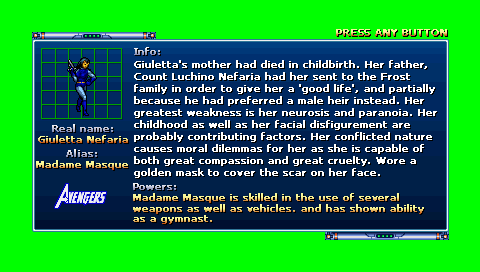 PRESS ANY BUTTON
Info:
Giuletta's mother had died in childbirth. Her father,
Count Luchino Nefaria had her sent to the Frost
family in order to give her a 'good life', and partially
because he had preferred a male heir instead. Her
greatest weakness is her neurosis and paranoia. Her
childhood as well as her facial disfigurement are
probably contributing factors. Her conflicted nature
causes moral dilemmas for her as she is capable of
both great compassion and great cruelty. Wore a
golden mask to cover the scar on her face.
Real name:
Giuletta Nefaria
Alias:
Madame Masque
AVENGERS
Powers:
Madame Masque is skilled in the use of several
weapons as well as vehicles. and has shown ability
as a gymnast.